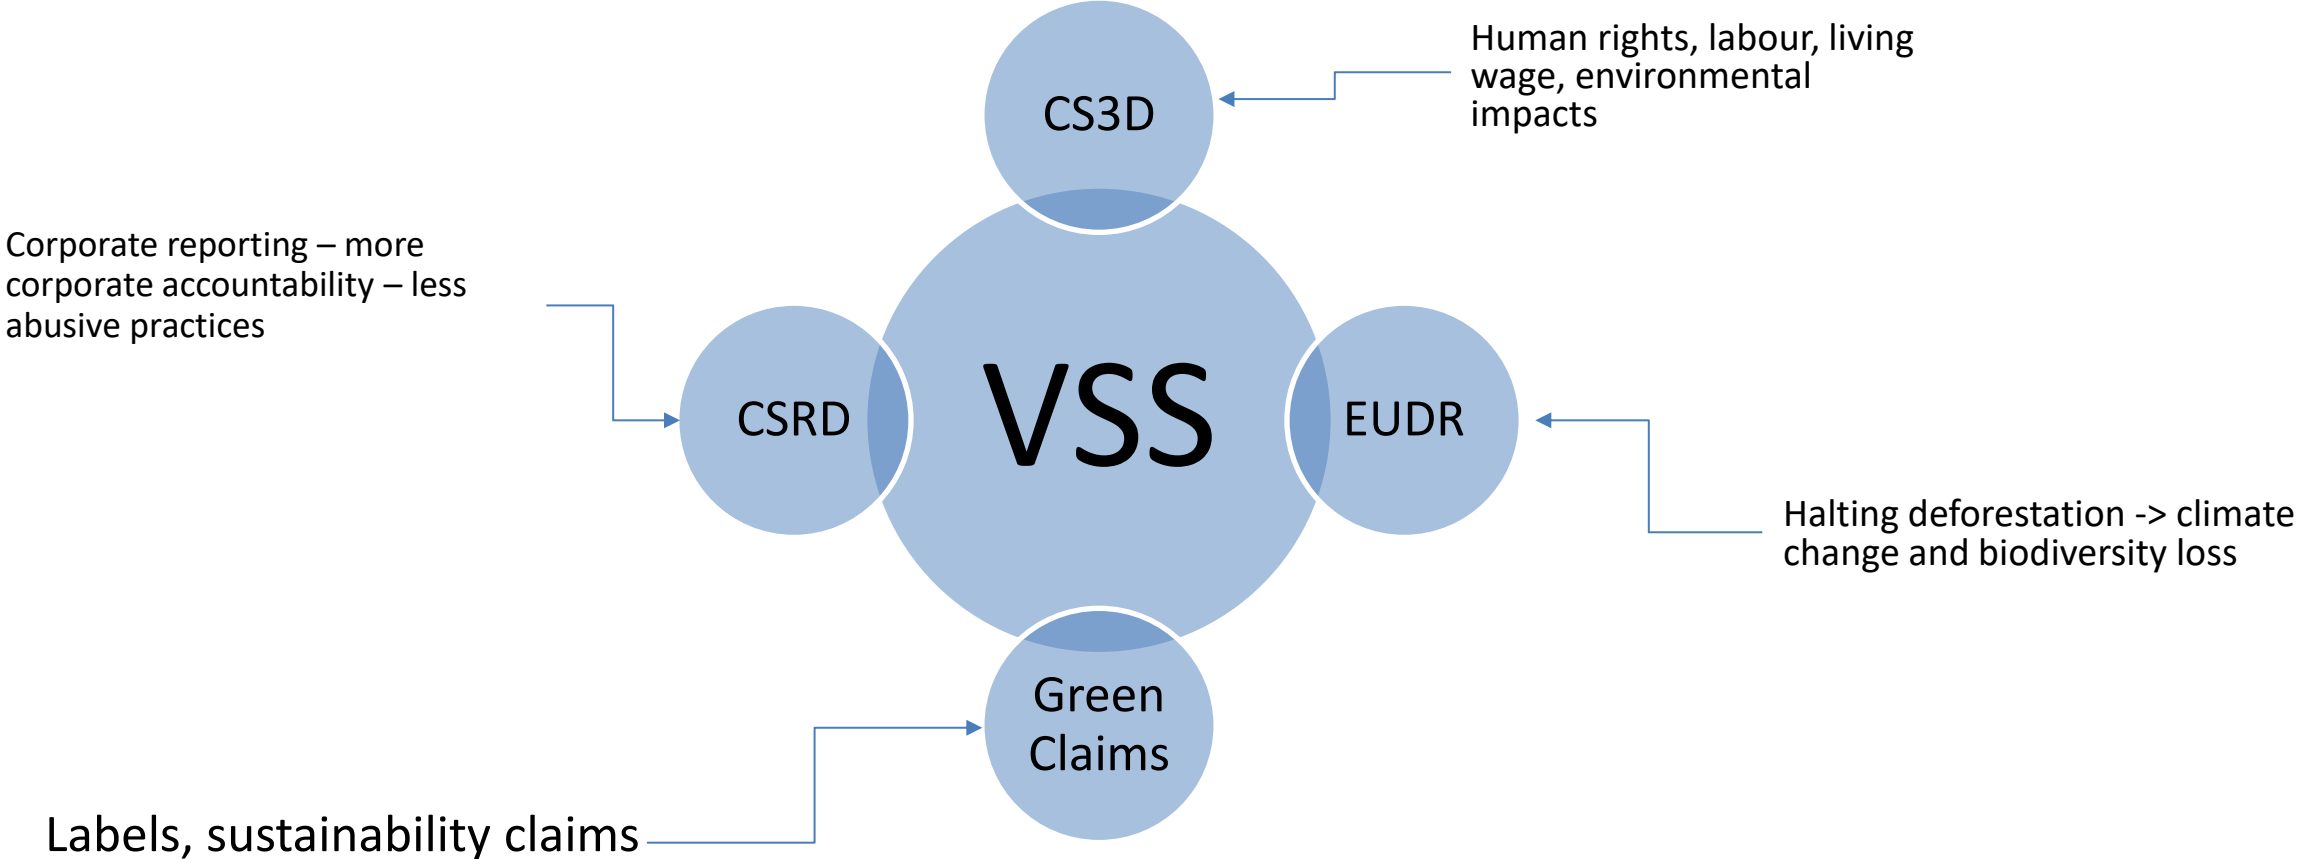 Human rights, labour, living
wage, environmental
impacts
CS3D
Corporate reporting – more
corporate accountability – less
abusive practices
CSRD
VSS
EUDR
Halting deforestation -> climate
change and biodiversity loss
Green
Claims
Labels, sustainability claims